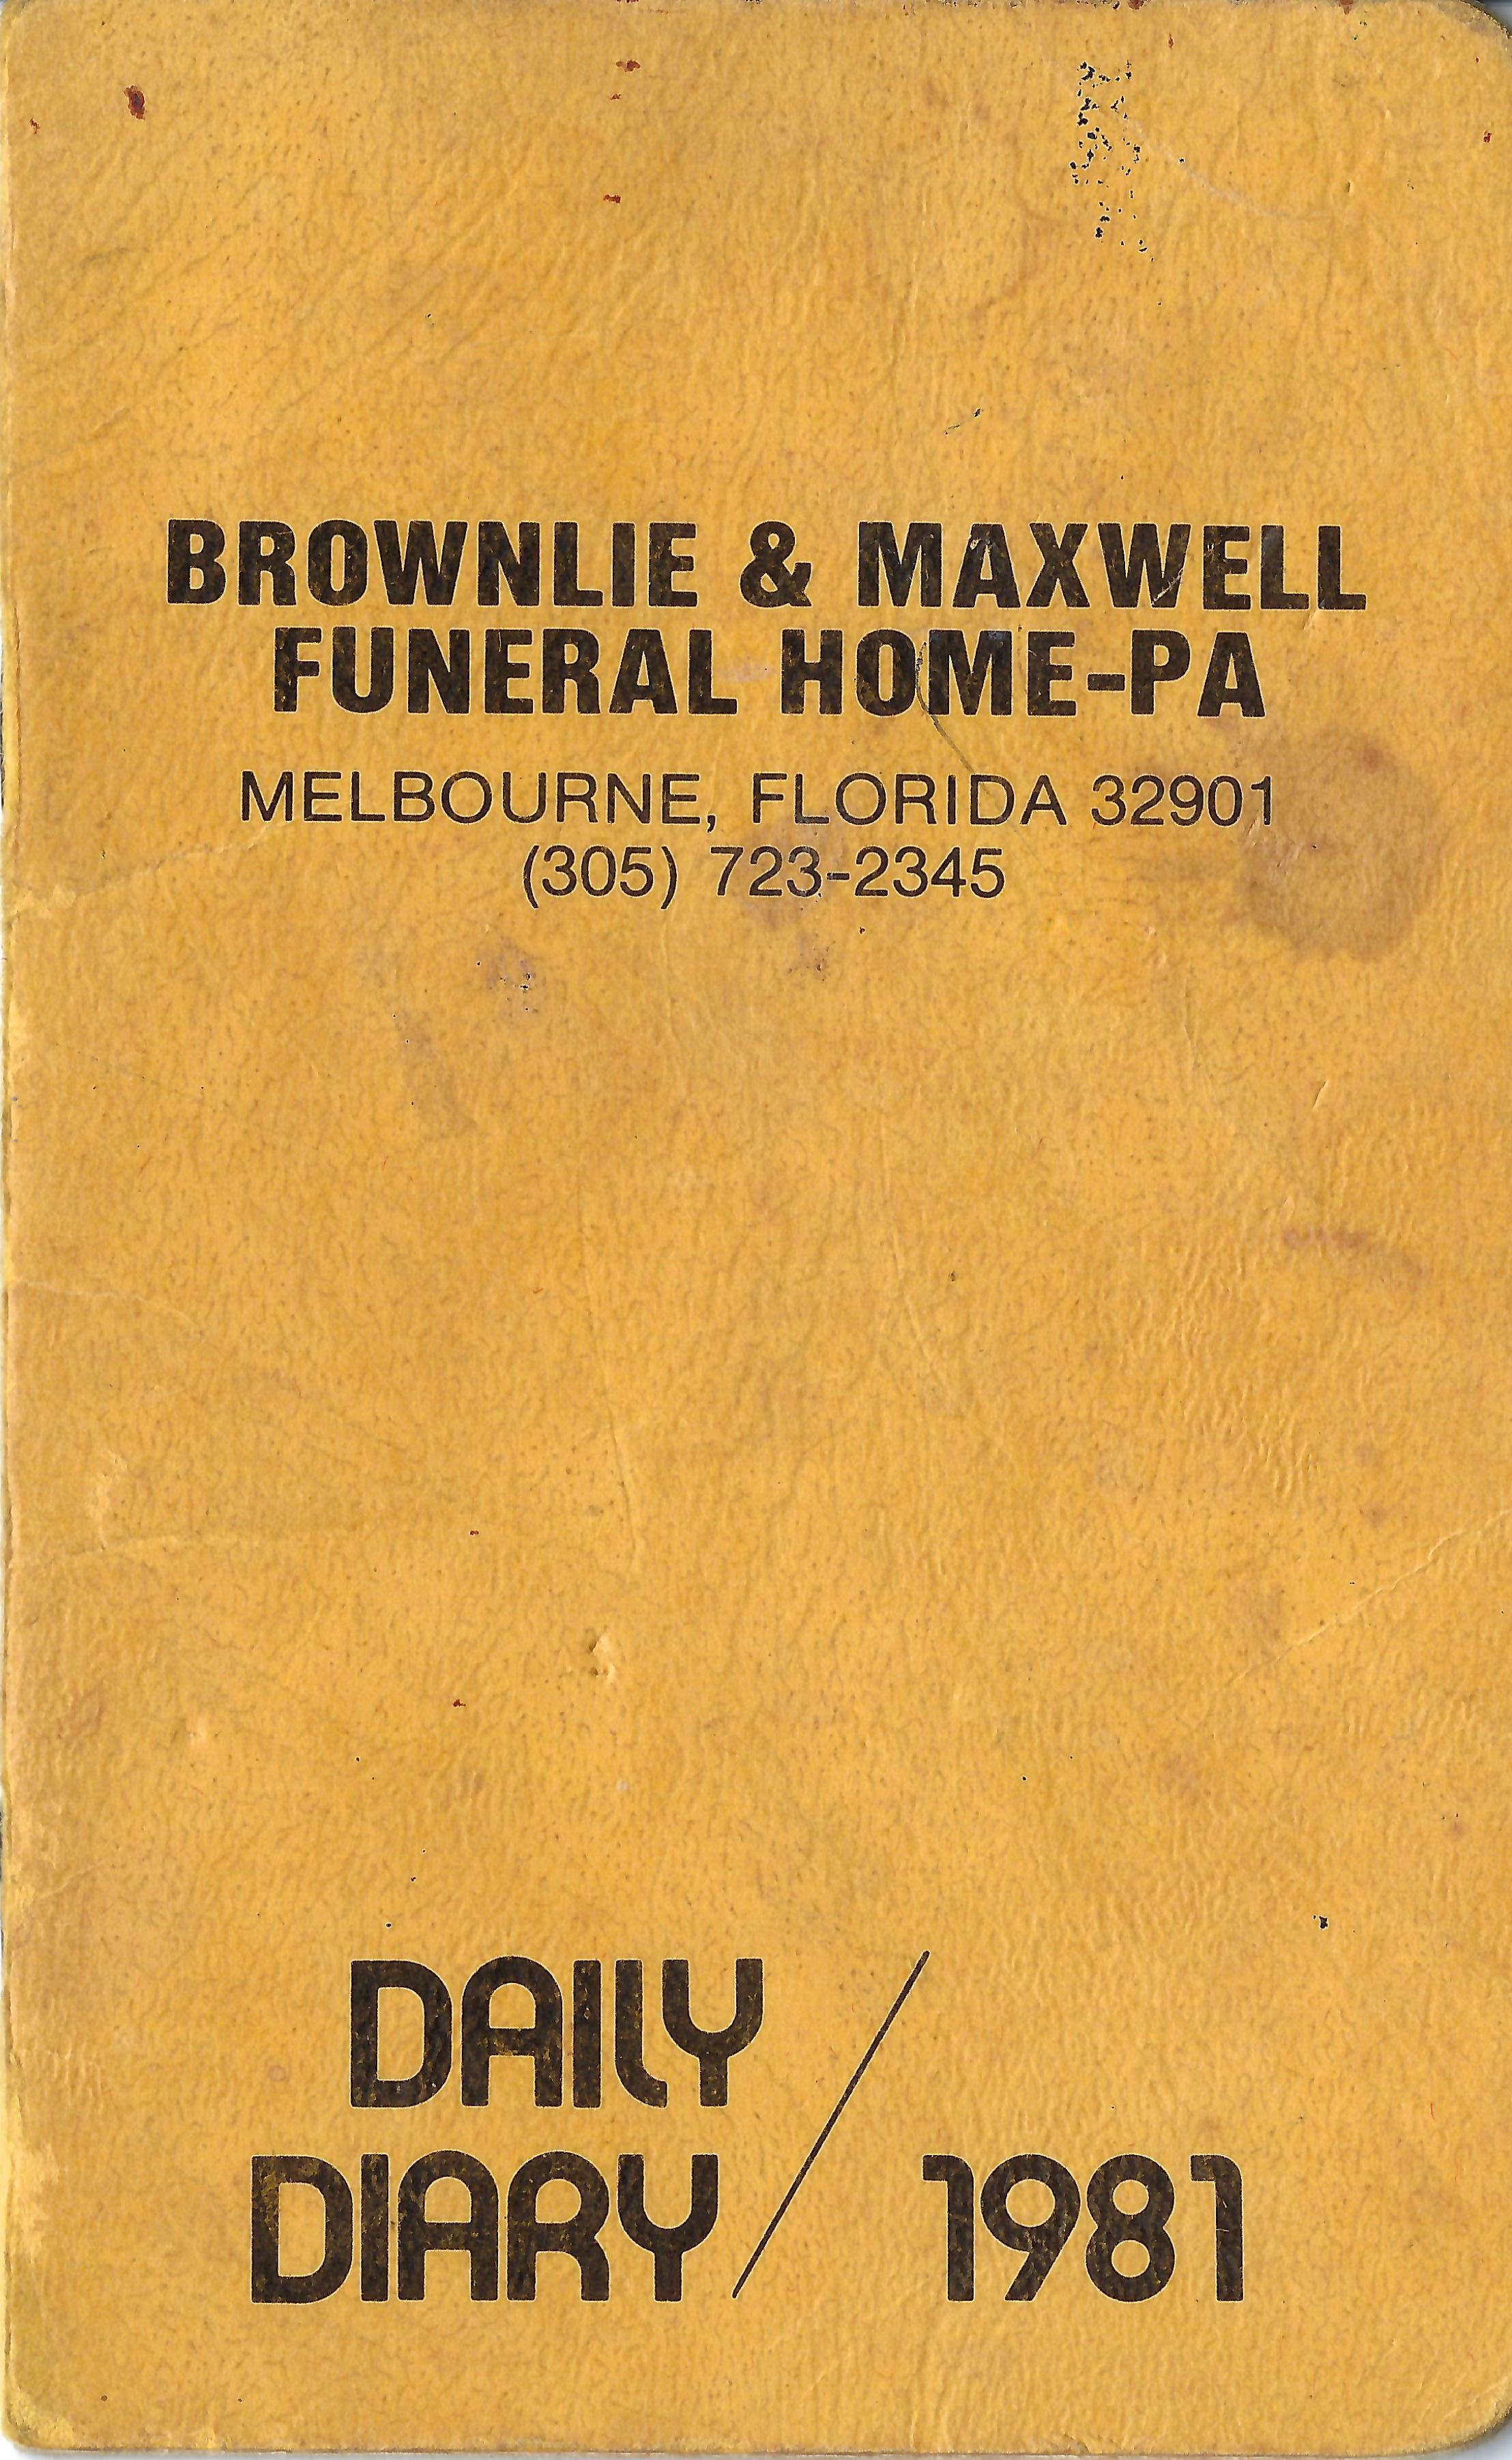 BROWNLIE & MAXWELL
FUNERAL HOME-PA
MELBOURNE, FLORIDA 32901
(305) 723-2345
DAILY
DIARY / 1981